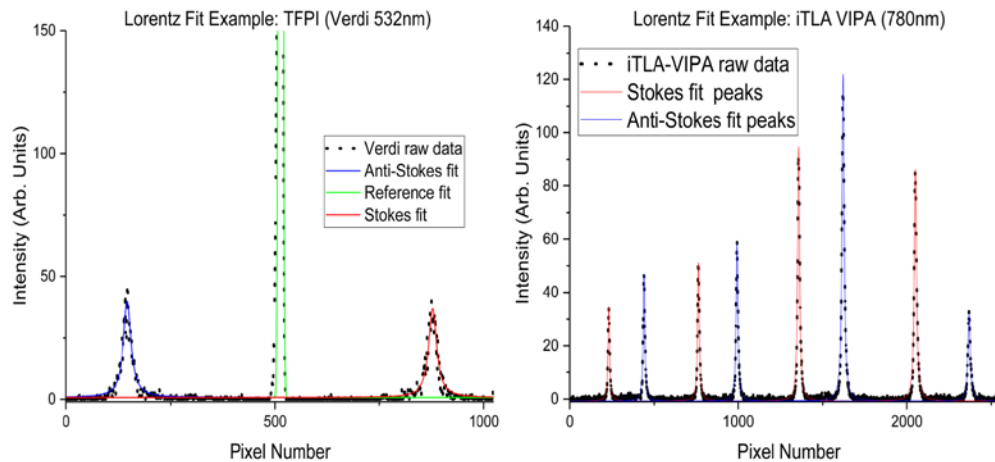 Lorentz Fit Example: TFPI (Verdi 532nm)
150
100
50
0
0
500
1000
Intensity (Arb. Units)
Pixel Number
Verdi raw data
Anti-Stokes fit
Reference fit
Stokes fit
Lorentz Fit Example: iTLA VIPA (780nm)
140
120
100
80
60
40
20
0
0
1000
2000
Intensity (Arb. Units)
Pixel Number
iTLA-VIPA raw data
Stokes fit peaks
Anti-Stokes fit peaks